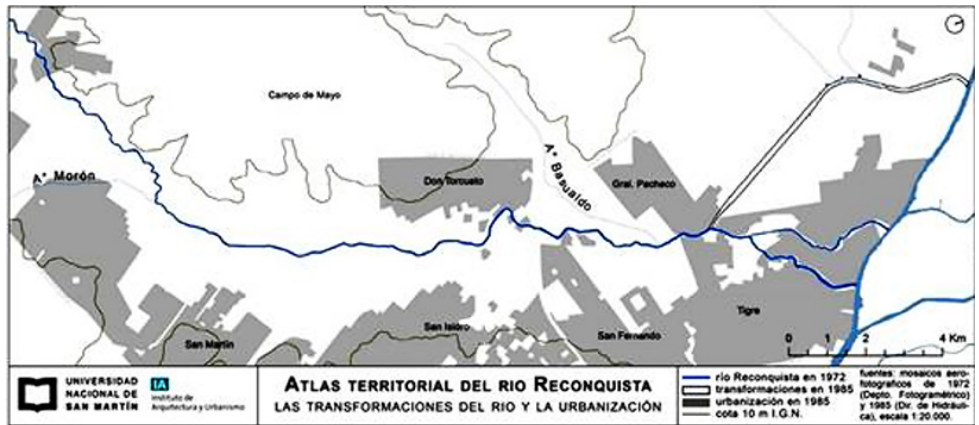 Campo de Mayo
Aº Morón
Don Torcuato
Aº Basualdo
Gral. Pacheco
San Martín
San Isidro
San Fernando
Tigre
0 1 2 4 Km
UNIVERSIDAD
NACIONAL DE
SAN MARTÍN
IA
Instituto de
Arquitectura y Urbanismo
ATLAS TERRITORIAL DEL RIO RECONQUISTA
LAS TRANSFORMACIONES DEL RIO Y LA URBANIZACIÓN
río Reconquista en 1972
transformaciones en 1985
urbanización en 1985
cota 10 m I.G.N.
fuentes: mosaicos aero-
fotograficos de 1972
(Depto. Fotogramétrico)
y 1985 (Dir. de Hidráuli-
ca), escala 1:20.000.